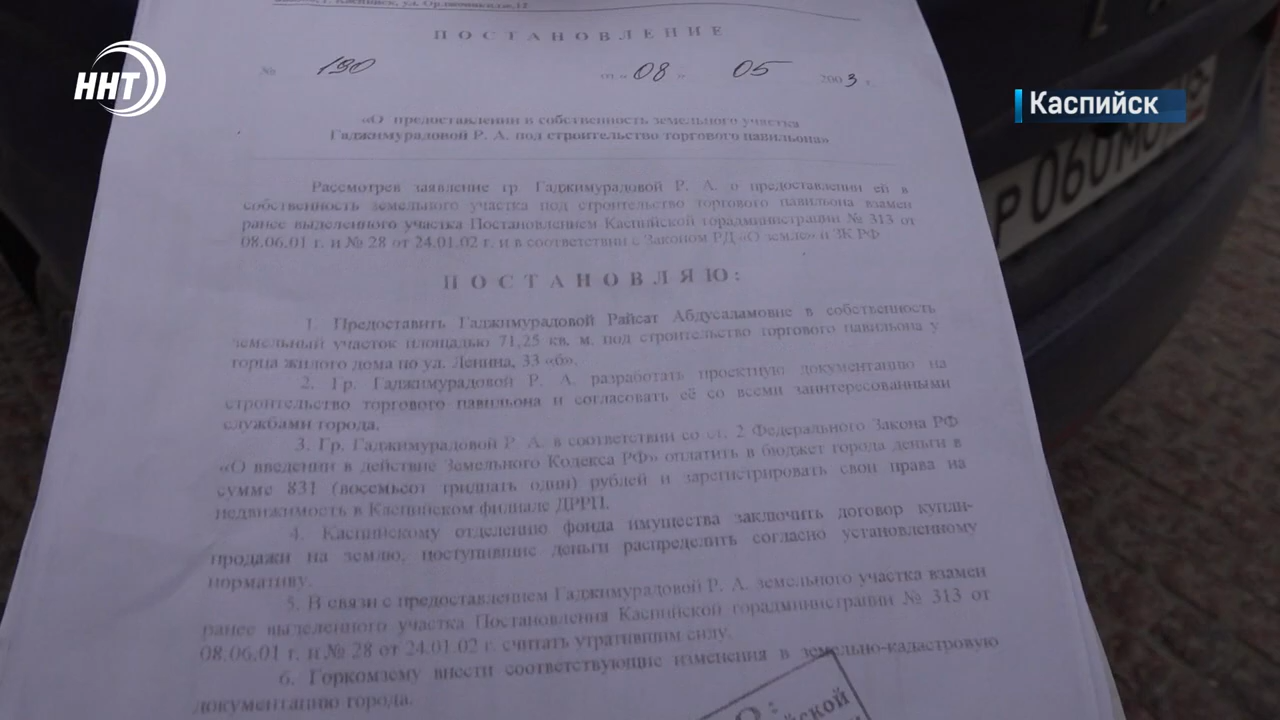 ННТ
Каспийск
ПОСТАНОВЛЕНИЕ
№ 190 от «08» 05 2003 г.
«О предоставлении в собственность земельного участка
Гаджимурадовой Р. А. под строительство торгового павильона»
Рассмотрев заявление гр. Гаджимурадовой Р. А. о предоставлении ей в
собственность земельного участка под строительство торгового павильона взамен
ранее выделенного участка Постановлением Каспийской горадминистрации № 313 от
08.06.01 г. и № 28 от 24.01.02 г. и в соответствии с Законом РД «О земле» и ЗК РФ
ПОСТАНОВЛЯЮ:
1. Предоставить Гаджимурадовой Райсат Абдусаламовне в собственность
земельный участок площадью 71,25 кв. м. под строительство торгового павильона у
торца жилого дома по ул. Ленина, 33 «б».
2. Гр. Гаджимурадовой Р. А. разработать проектную документацию на
строительство торгового павильона и согласовать её со всеми заинтересованными
службами города.
3. Гр. Гаджимурадовой Р. А. в соответствии со ст. 2 Федерального Закона РФ
«О введении в действие Земельного Кодекса РФ» оплатить в бюджет города деньги в
сумме 831 (восемьсот тридцать один) рублей и зарегистрировать свои права на
недвижимость в Каспийском филиале ДРРП.
4. Каспийскому отделению фонда имущества заключить договор купли-
продажи на землю, поступившие деньги распределить согласно установленному
нормативу.
5. В связи с предоставлением Гаджимурадовой Р. А. земельного участка взамен
ранее выделенного участка Постановления Каспийской горадминистрации № 313 от
08.06.01 г. и № 28 от 24.01.02 г. считать утратившим силу.
6. Горкомзему внести соответствующие изменения в земельно-кадастровую
документацию города.